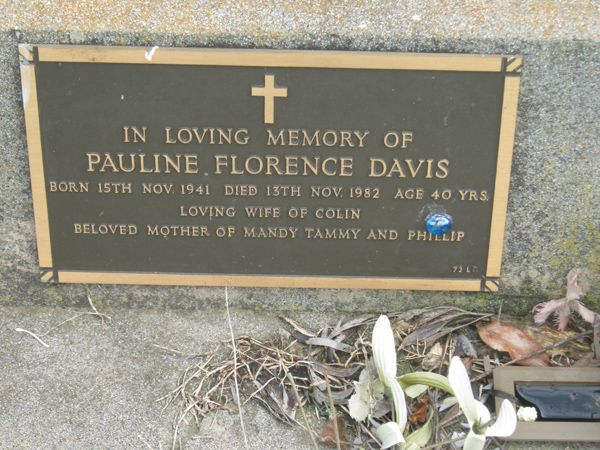 IN LOVING MEMORY OF
PAULINE FLORENCE DAVIS
BORN 15TH NOV. 1941 DIED 13TH NOV. 1982 AGE 40 YRS.
LOVING WIFE OF COLIN
BELOVED MOTHER OF MANDY TAMMY AND PHILLIP